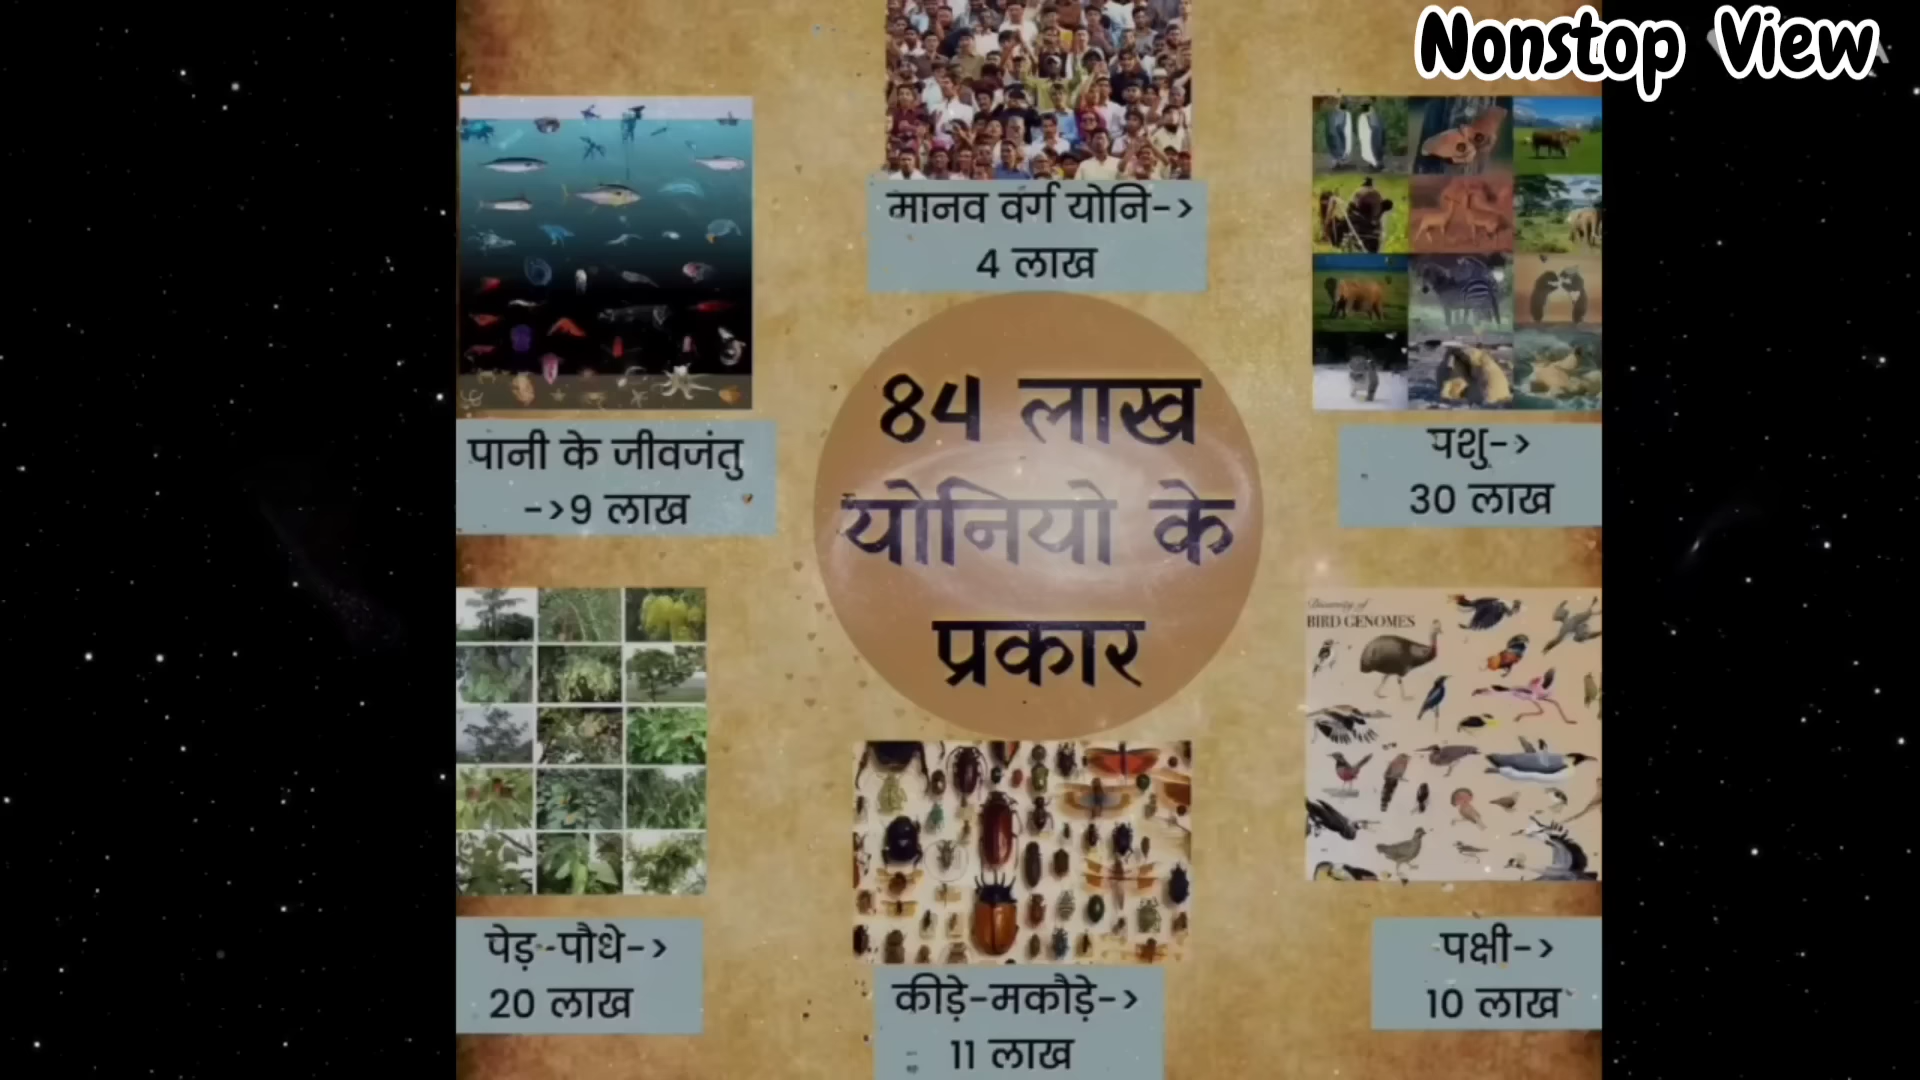 Nonstop View
मानव वर्ग योनि->
4 लाख
पानी के जीवजंतु
->9 लाख
पशु->
30 लाख
84 लाख
योनियो के
प्रकार
BIRD GENOMES
पेड़-पौधे->
20 लाख
कीड़े-मकौड़े->
11 लाख
पक्षी->
10 लाख